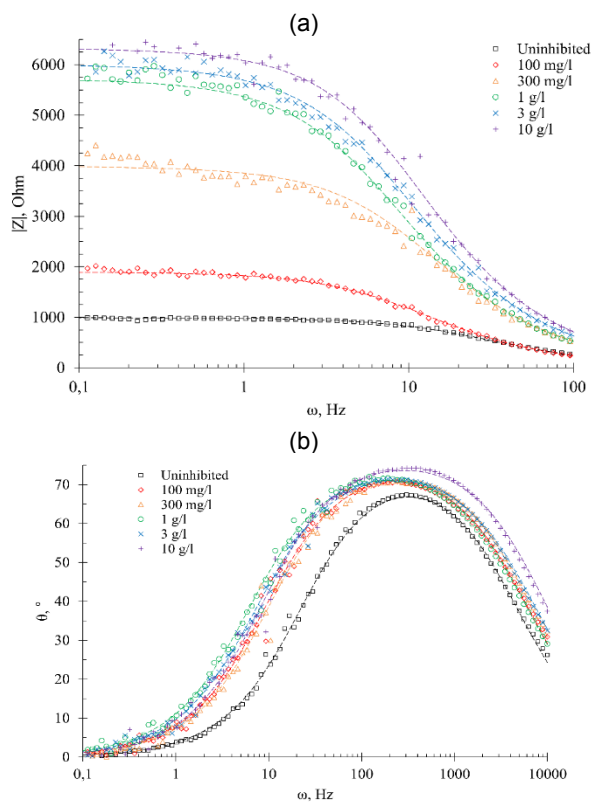 (a)
|Z|, Ohm
6000
5000
4000
3000
2000
1000
0
0,1
1
10
100
ω, Hz
Uninhibited
100 mg/l
300 mg/l
1 g/l
3 g/l
10 g/l
(b)
θ, °
70
60
50
40
30
20
10
0
0,1
1
10
100
1000
10000
ω, Hz
Uninhibited
100 mg/l
300 mg/l
1 g/l
3 g/l
10 g/l